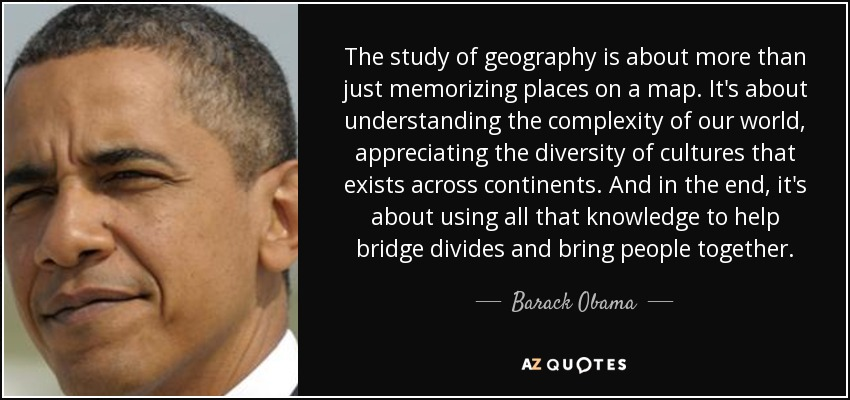 The study of geography is about more than
just memorizing places on a map. It's about
understanding the complexity of our world,
appreciating the diversity of cultures that
exists across continents. And in the end, it's
about using all that knowledge to help
bridge divides and bring people together.
Barack Obama
AZ QUOTES